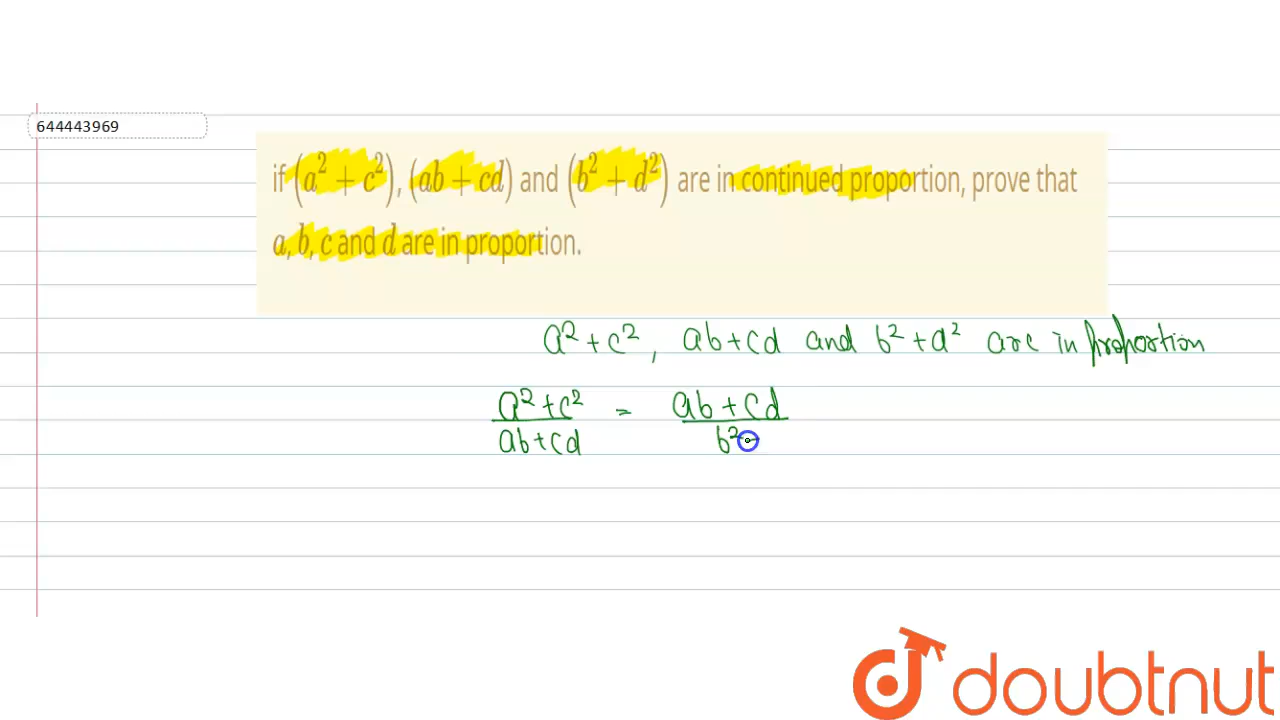 644443969
if (a² + c²), (ab + cd) and (b² + d²) are in continued proportion, prove that
a, b, c and d are in proportion.
a² + c², ab + cd and b² + d² are in proportion
a² + c² / ab + cd = ab + cd / b²
doubtnut